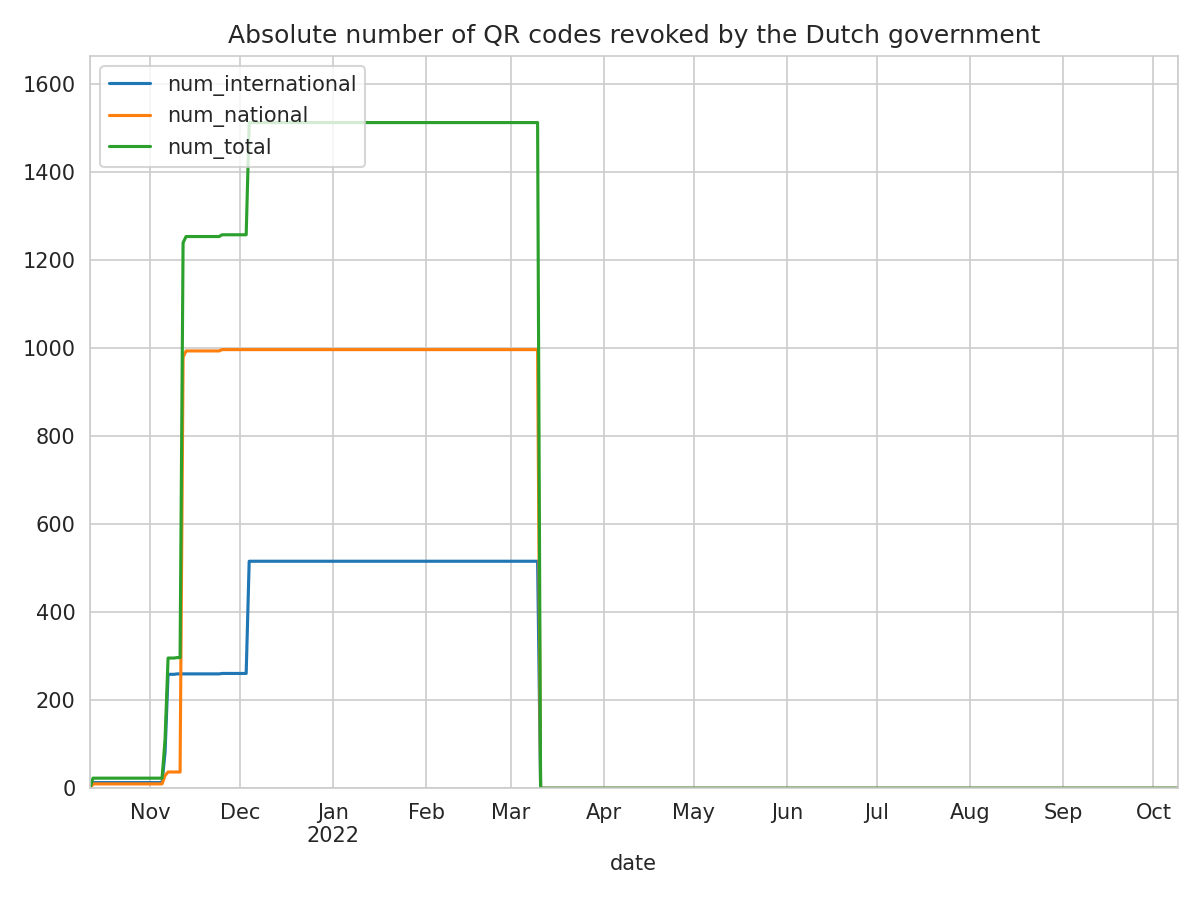 Absolute number of QR codes revoked by the Dutch government
num_international
num_national
num_total
1600
1400
1200
1000
800
600
400
200
0
Nov Dec Jan Feb Mar Apr May Jun Jul Aug Sep Oct
2022
date